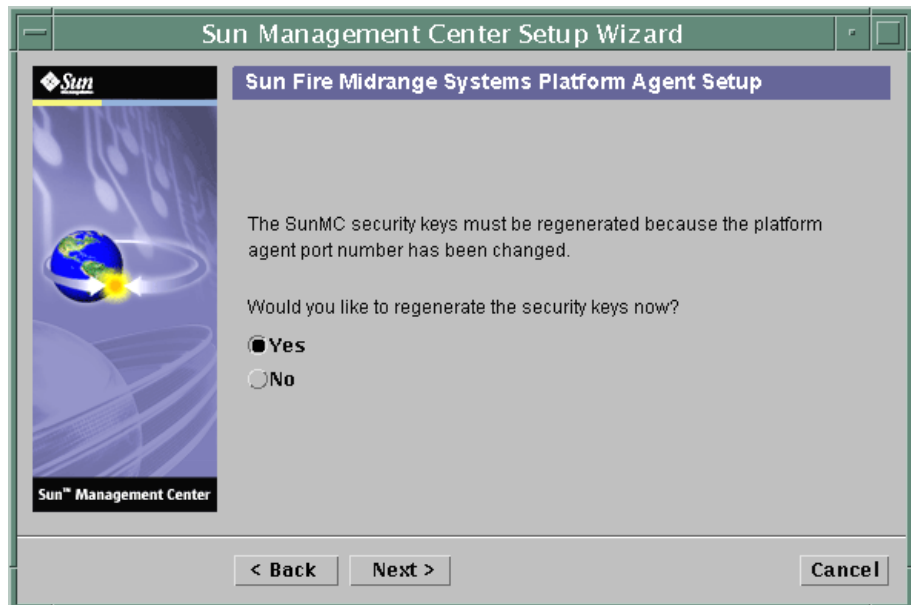 Sun Management Center Setup Wizard
Sun
Sun Fire Midrange Systems Platform Agent Setup
The SunMC security keys must be regenerated because the platform
agent port number has been changed.
Would you like to regenerate the security keys now?
Yes
No
Sun™ Management Center
< Back
Next >
Cancel